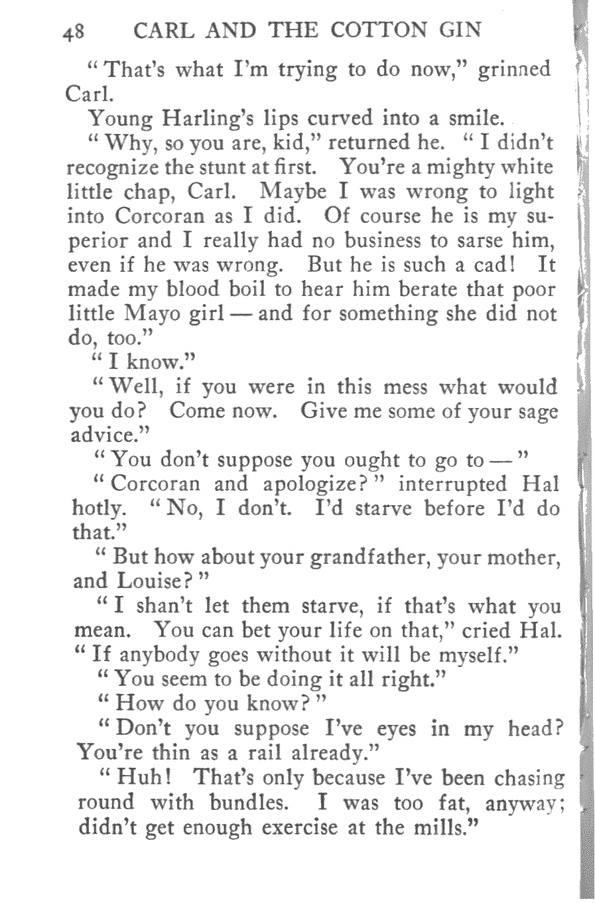 48 CARL AND THE COTTON GIN
“ That’s what I’m trying to do now,” grinned
Carl.
Young Harling’s lips curved into a smile.
“ Why, so you are, kid,” returned he. “ I didn’t
recognize the stunt at first. You’re a mighty white
little chap, Carl. Maybe I was wrong to light
into Corcoran as I did. Of course he is my su-
perior and I really had no business to sarse him,
even if he was wrong. But he is such a cad! It
made my blood boil to hear him berate that poor
little Mayo girl — and for something she did not
do, too.”
“ I know.”
“ Well, if you were in this mess what would
you do? Come now. Give me some of your sage
advice.”
“ You don’t suppose you ought to go to — ”
“ Corcoran and apologize? ” interrupted Hal
hotly. “ No, I don’t. I’d starve before I’d do
that.”
“ But how about your grandfather, your mother,
and Louise? ”
“ I shan’t let them starve, if that’s what you
mean. You can bet your life on that,” cried Hal.
“ If anybody goes without it will be myself.”
“ You seem to be doing it all right.”
“ How do you know? ”
“ Don’t you suppose I’ve eyes in my head?
You’re thin as a rail already.”
“ Huh! That’s only because I’ve been chasing
round with bundles. I was too fat, anyway;
didn’t get enough exercise at the mills.”